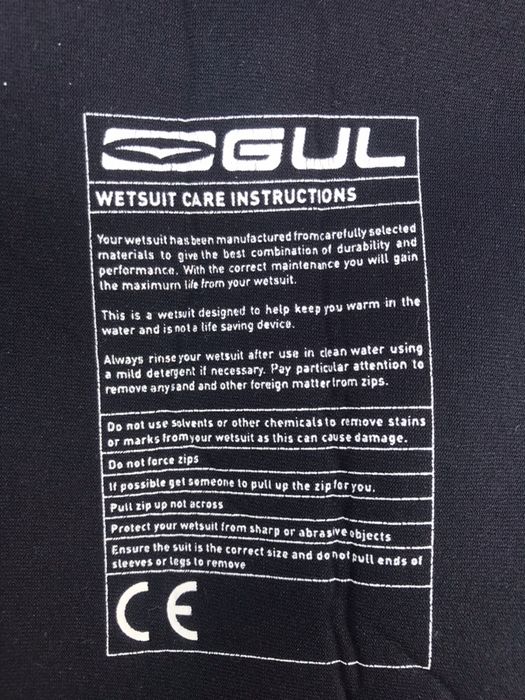 GUL
WETSUIT CARE INSTRUCTIONS
Your wetsuit has been manufactured from carefully selected
materials to give the best combination of durability and
performance. With the correct maintenance you will gain
the maximum life from your wetsuit.
This is a wetsuit designed to help keep you warm in the
water and is not a life saving device.
Always rinse your wetsuit after use in clean water using
a mild detergent if necessary. Pay particular attention to
remove any sand and other foreign matter from zips.
Do not use solvents or other chemicals to remove stains
or marks from your wetsuit as this can cause damage.
Do not force zips
If possible get someone to pull up the zip for you.
Pull zip up not across
Protect your wetsuit from sharp or abrasive objects
Ensure the suit is the correct size and do not pull ends of
sleeves or legs to remove
CE